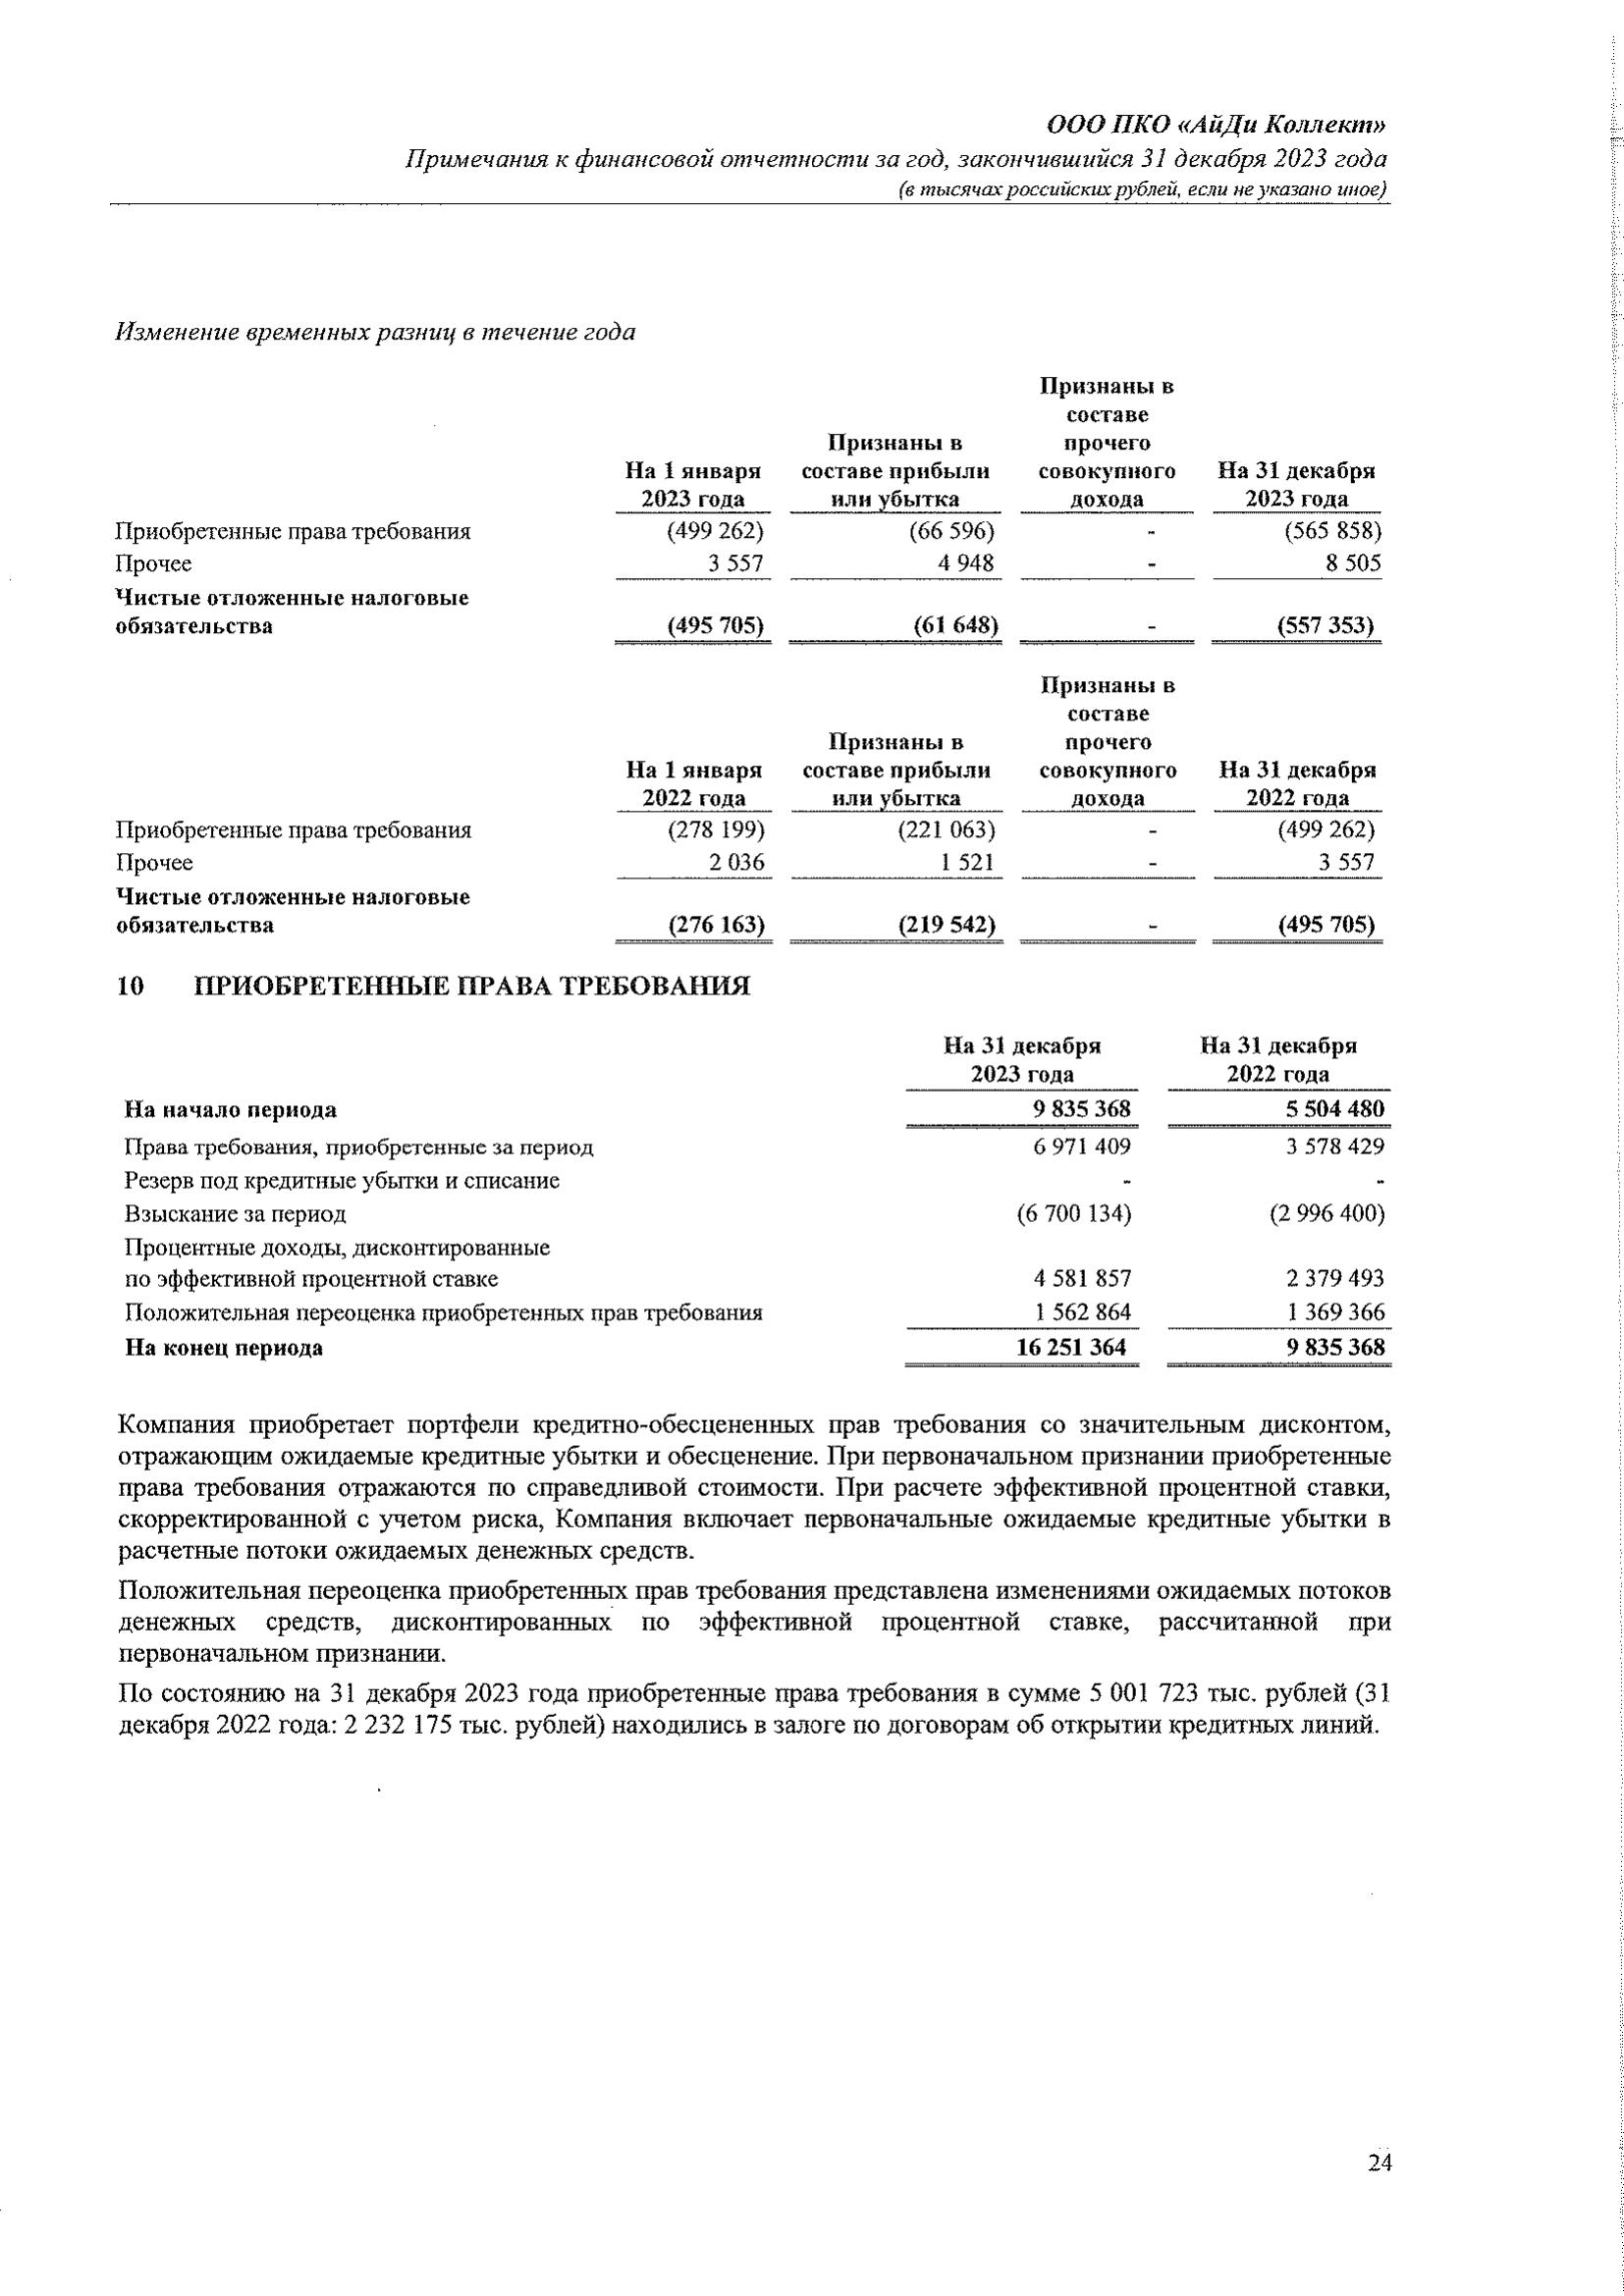 ООО ПКО «АйДи Коллект»
Примечания к финансовой отчетности за год, закончившийся 31 декабря 2023 года
(в тысячах российских рублей, если не указано иное)
Изменение временных разниц в течение года
На 1 января 2023 года | Признаны в составе прибыли или убытка | Признаны в составе прочего совокупного дохода | На 31 декабря 2023 года
Приобретенные права требования (499 262) (66 596) - (565 858)
Прочее 3 557 4 948 - 8 505
Чистые отложенные налоговые
обязательства (495 705) (61 648) - (557 353)
На 1 января 2022 года | Признаны в составе прибыли или убытка | Признаны в составе прочего совокупного дохода | На 31 декабря 2022 года
Приобретенные права требования (278 199) (221 063) - (499 262)
Прочее 2 036 1 521 - 3 557
Чистые отложенные налоговые
обязательства (276 163) (219 542) - (495 705)
10 ПРИОБРЕТЕННЫЕ ПРАВА ТРЕБОВАНИЯ
На 31 декабря На 31 декабря
2023 года 2022 года
На начало периода 9 835 368 5 504 480
Права требования, приобретенные за период 6 971 409 3 578 429
Резерв под кредитные убытки и списание - -
Взыскание за период (6 700 134) (2 996 400)
Процентные доходы, дисконтированные
по эффективной процентной ставке 4 581 857 2 379 493
Положительная переоценка приобретенных прав требования 1 562 864 1 369 366
На конец периода 16 251 364 9 835 368
Компания приобретает портфели кредитно-обесцененных прав требования со значительным дисконтом,
отражающим ожидаемые кредитные убытки и обесценение. При первоначальном признании приобретенные
права требования отражаются по справедливой стоимости. При расчете эффективной процентной ставки,
скорректированной с учетом риска, Компания включает первоначальные ожидаемые кредитные убытки в
расчетные потоки ожидаемых денежных средств.
Положительная переоценка приобретенных прав требования представлена изменениями ожидаемых потоков
денежных средств, дисконтированных по эффективной процентной ставке, рассчитанной при
первоначальном признании.
По состоянию на 31 декабря 2023 года приобретенные права требования в сумме 5 001 723 тыс. рублей (31
декабря 2022 года: 2 232 175 тыс. рублей) находились в залоге по договорам об открытии кредитных линий.
24